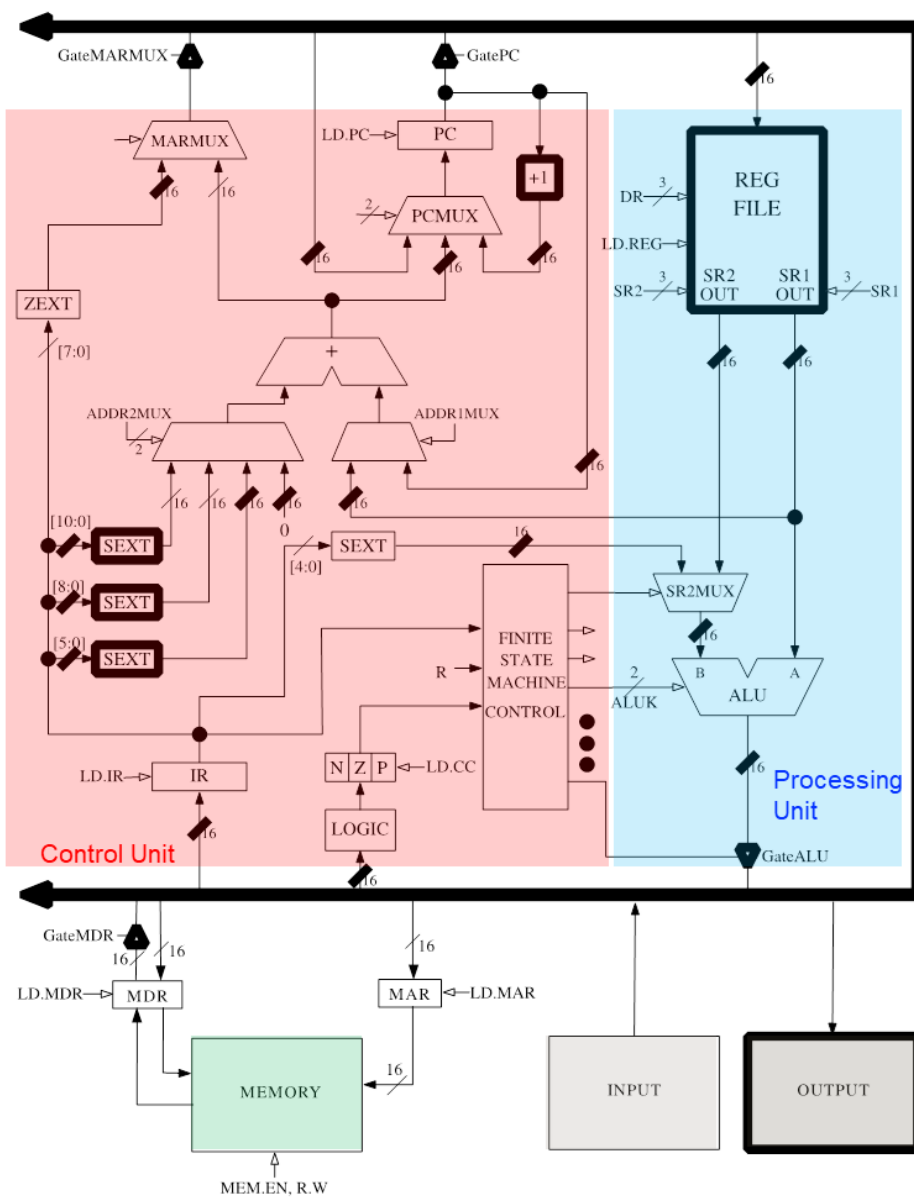 GateMARMUX
GatePC
16
MARMUX
LD.PC
PC
16
16
2
PCMUX
+1
16
16
16
REG
FILE
DR
3
LD.REG
SR2
3
SR2
OUT
SR1
OUT
3
SR1
ZEXT
[7:0]
+
16
16
ADDR2MUX
2
ADDR1MUX
16
16
16
16
0
16
16
[10:0]
SEXT
[8:0]
SEXT
[5:0]
SEXT
[4:0]
SEXT
16
SR2MUX
16
FINITE
STATE
MACHINE
CONTROL
R
2
ALUK
B
A
ALU
16
LD.IR
IR
16
N Z P
LD.CC
LOGIC
16
Control Unit
Processing
Unit
GateALU
GateMDR
16
16
16
LD.MDR
MDR
MAR
LD.MAR
16
MEMORY
INPUT
OUTPUT
MEM.EN, R.W